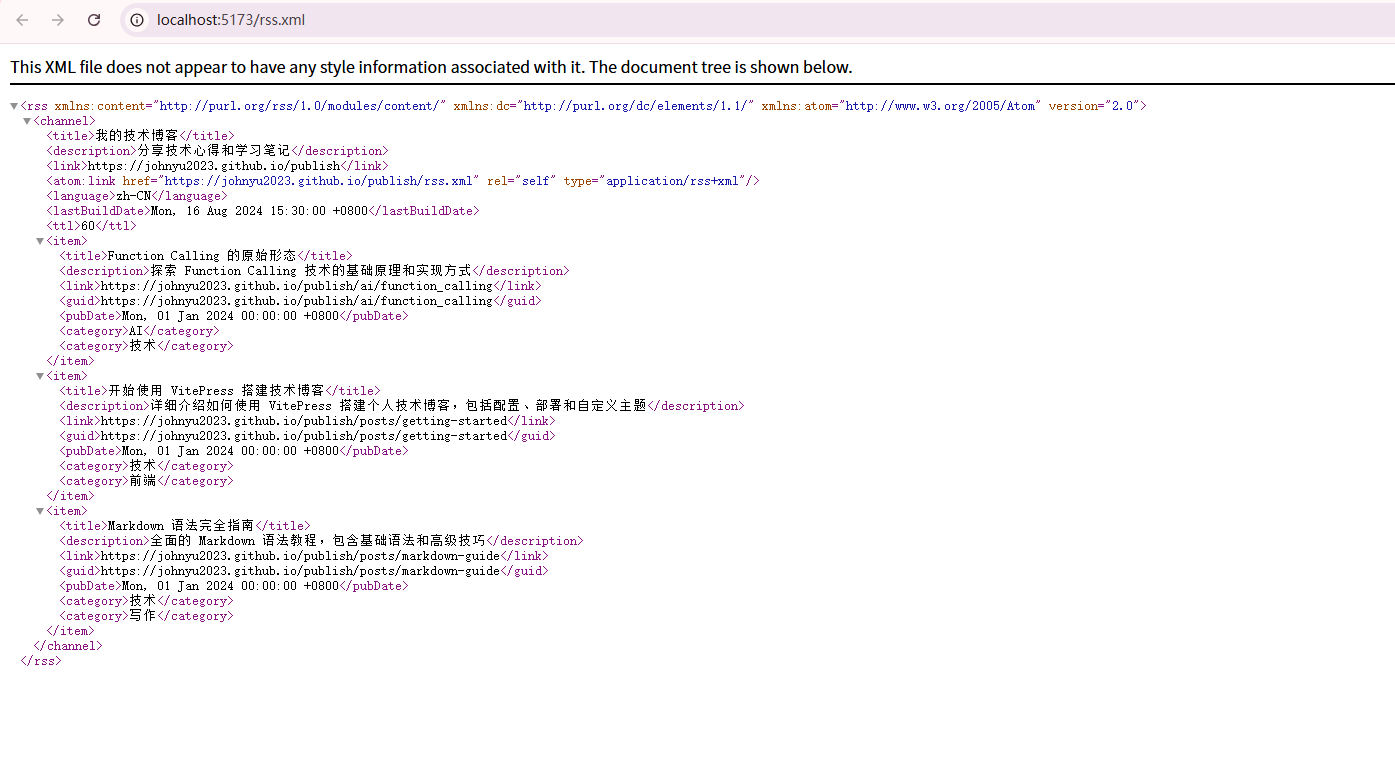 localhost:5173/rss.xml
This XML file does not appear to have any style information associated with it. The document tree is shown below.
▼<rss xmlns:content="http://purl.org/rss/1.0/modules/content/" xmlns:dc="http://purl.org/dc/elements/1.1/" xmlns:atom="http://www.w3.org/2005/Atom" version="2.0">
▼<channel>
<title>我的技术博客</title>
<description>分享技术心得和学习笔记</description>
<link>https://johnyu2023.github.io/publish</link>
<atom:link href="https://johnyu2023.github.io/publish/rss.xml" rel="self" type="application/rss+xml"/>
<language>zh-CN</language>
<lastBuildDate>Mon, 16 Aug 2024 15:30:00 +0800</lastBuildDate>
<ttl>60</ttl>
▼<item>
<title>Function Calling 的原始形态</title>
<description>探索 Function Calling 技术的基础原理和实现方式</description>
<link>https://johnyu2023.github.io/publish/ai/function_calling</link>
<guid>https://johnyu2023.github.io/publish/ai/function_calling</guid>
<pubDate>Mon, 01 Jan 2024 00:00:00 +0800</pubDate>
<category>AI</category>
<category>技术</category>
</item>
▼<item>
<title>开始使用 VitePress 搭建技术博客</title>
<description>详细介绍如何使用 VitePress 搭建个人技术博客，包括配置、部署和自定义主题</description>
<link>https://johnyu2023.github.io/publish/posts/getting-started</link>
<guid>https://johnyu2023.github.io/publish/posts/getting-started</guid>
<pubDate>Mon, 01 Jan 2024 00:00:00 +0800</pubDate>
<category>技术</category>
<category>前端</category>
</item>
▼<item>
<title>Markdown 语法完全指南</title>
<description>全面的 Markdown 语法教程，包含基础语法和高级技巧</description>
<link>https://johnyu2023.github.io/publish/posts/markdown-guide</link>
<guid>https://johnyu2023.github.io/publish/posts/markdown-guide</guid>
<pubDate>Mon, 01 Jan 2024 00:00:00 +0800</pubDate>
<category>技术</category>
<category>写作</category>
</item>
</channel>
</rss>